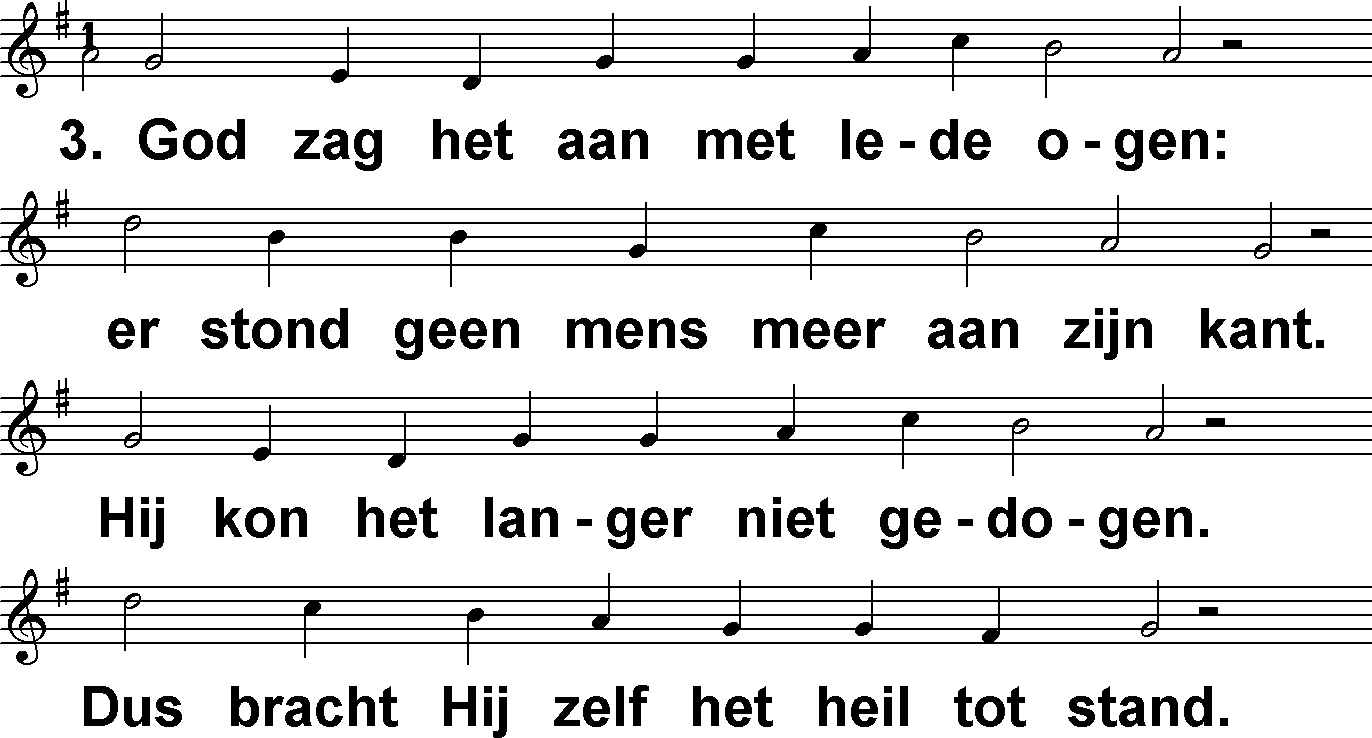 1
3. God zag het aan met le - de o - gen:
er stond geen mens meer aan zijn kant.
Hij kon het lan - ger niet ge - do - gen.
Dus bracht Hij zelf het heil tot stand.